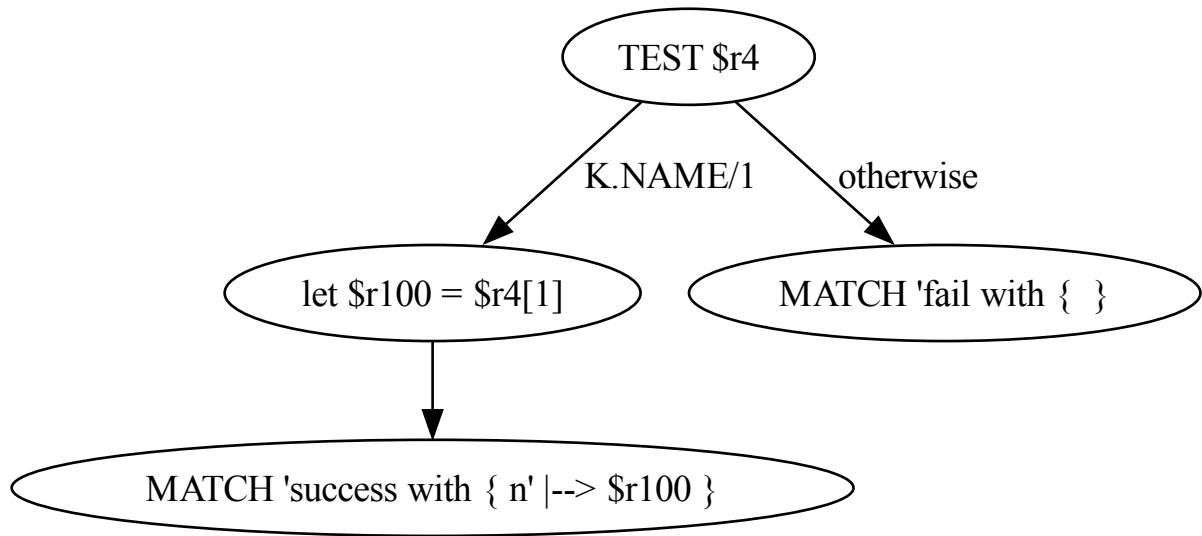 TEST $r4
K.NAME/1
otherwise
let $r100 = $r4[1]
MATCH 'fail with {  }
MATCH 'success with { n' |--> $r100 }